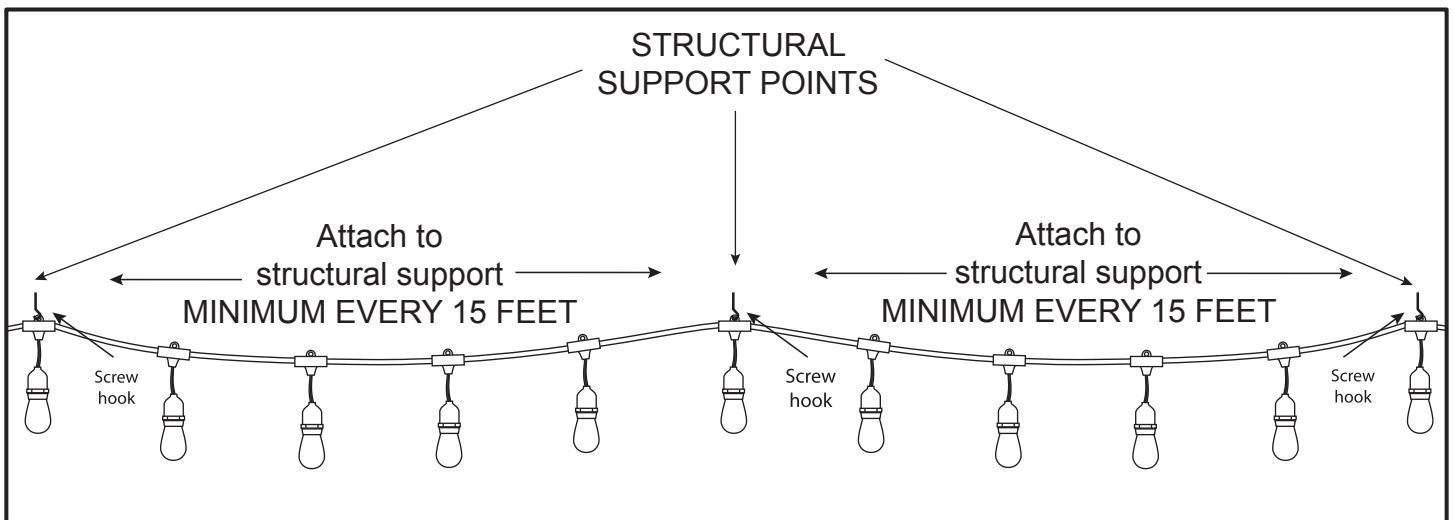 STRUCTURAL
SUPPORT POINTS
Attach to
structural support
MINIMUM EVERY 15 FEET
Attach to
structural support
MINIMUM EVERY 15 FEET
Screw
hook
Screw
hook
Screw
hook